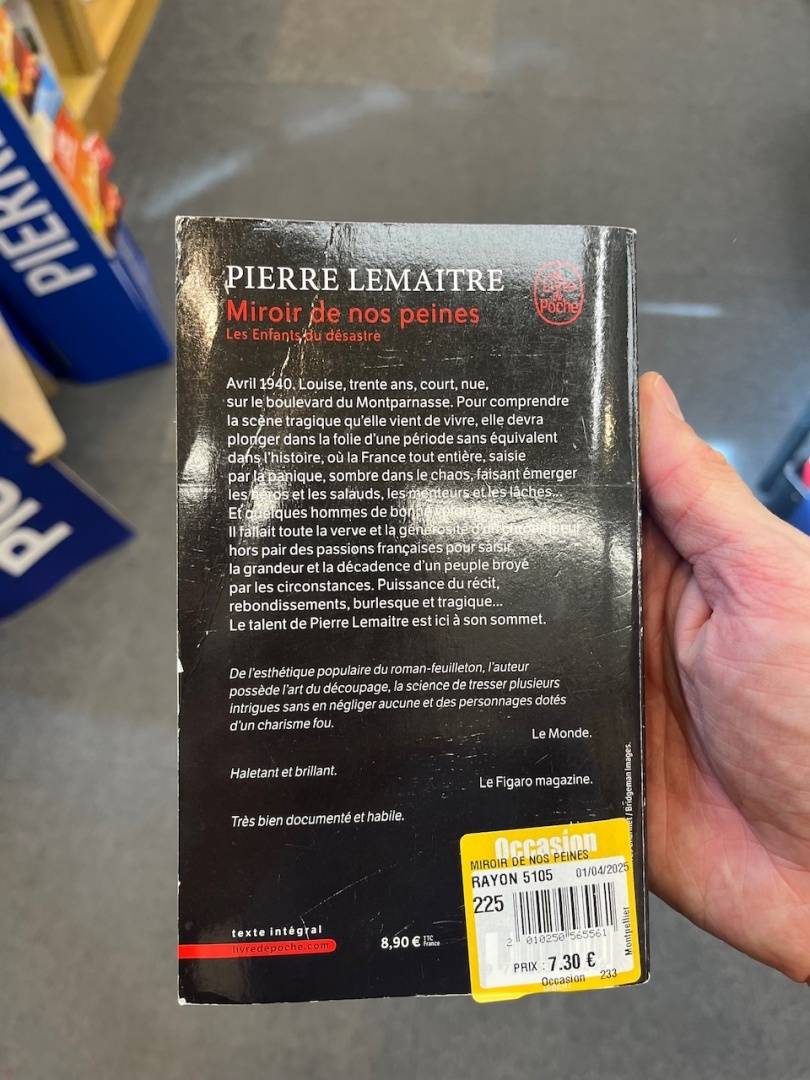 PIERRE LEMAITRE
Miroir de nos peines
Les Enfants du désastre
Le Livre de Poche
Avril 1940. Louise, trente ans, court, nue,
sur le boulevard du Montparnasse. Pour comprendre
la scène tragique qu'elle vient de vivre, elle devra
plonger dans la folie d'une période sans équivalent
dans l'histoire, où la France tout entière, saisie
par la panique, sombre dans le chaos, faisant émerger
les héros et les salauds, les menteurs et les lâches...
Et quelques hommes de bonne volonté.
Il fallait toute la verve et la générosité d'un chroniqueur
hors pair des passions françaises pour saisir
la grandeur et la décadence d'un peuple broyé
par les circonstances. Puissance du récit,
rebondissements, burlesque et tragique...
Le talent de Pierre Lemaitre est ici à son sommet.
De l'esthétique populaire du roman-feuilleton, l'auteur
possède l'art du découpage, la science de tresser plusieurs
intrigues sans en négliger aucune et des personnages dotés
d'un charisme fou.
Le Monde.
Haletant et brillant.
Le Figaro magazine.
Très bien documenté et habile.
texte intégral
livredepoche.com
8,90 € TTC
France
/ Bridgeman Images.
Montpellier
Occasion
MIROIR DE NOS PEINES
RAYON 5105 01/04/2025
225
2 010250 565561
PRIX : 7.30 €
Occasion 233